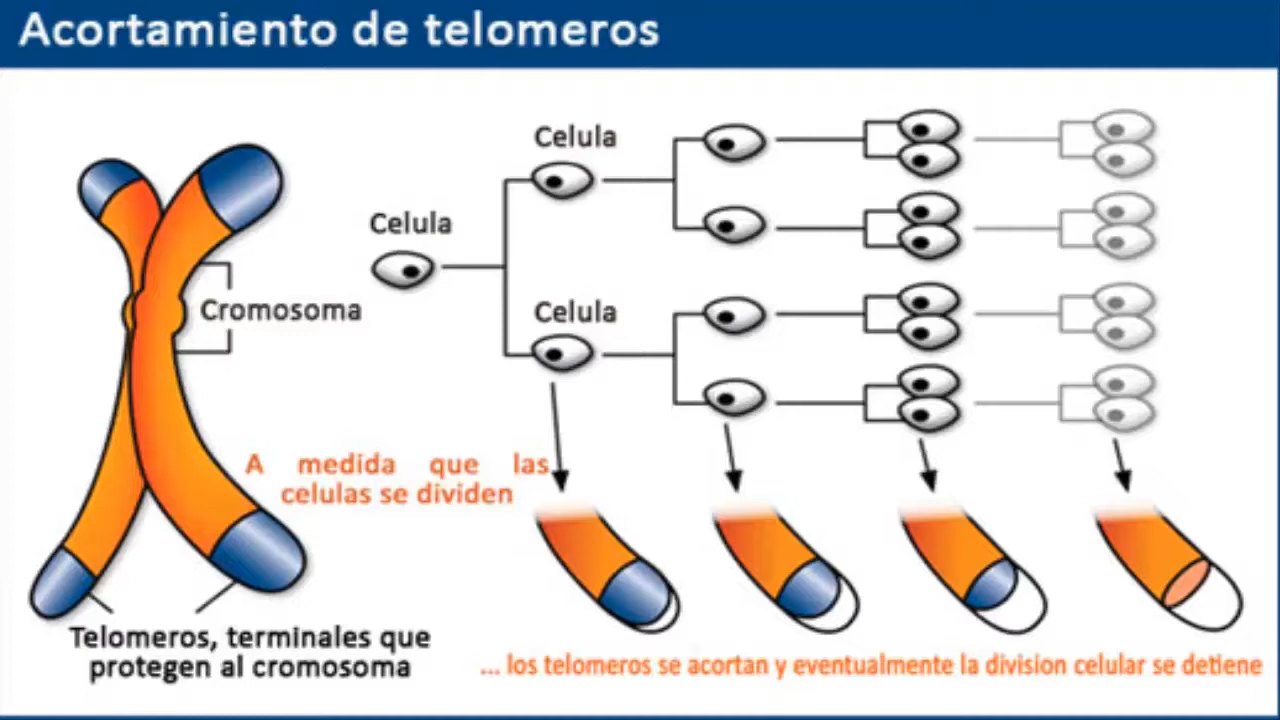 Acortamiento de telomeros
Celula
Celula
Cromosoma
Celula
A medida que las
celulas se dividen
Telomeros, terminales que
protegen al cromosoma
... los telomeros se acortan y eventualmente la division celular se detiene